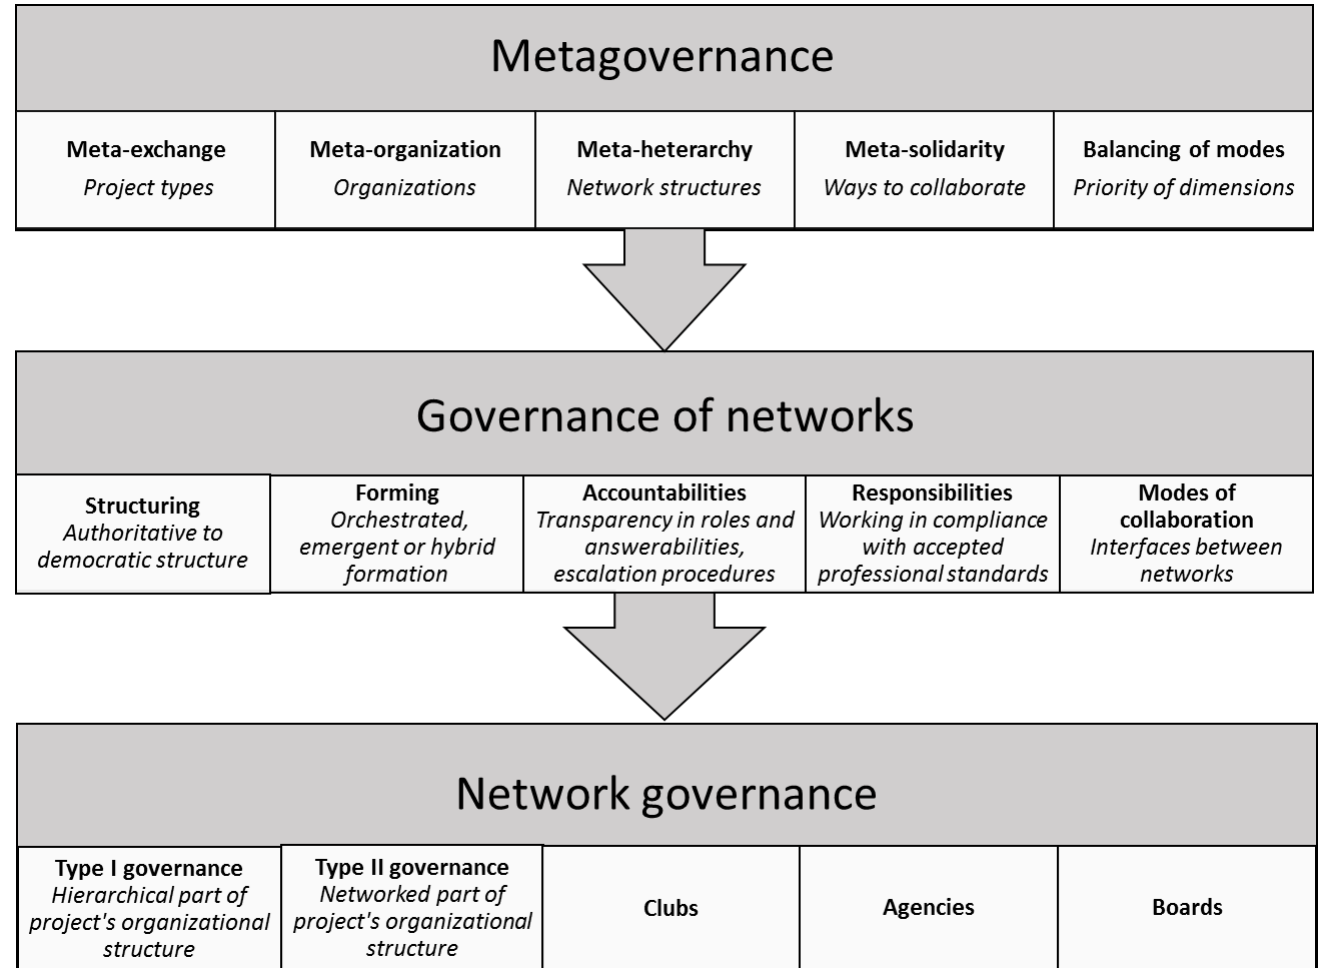 Metagovernance
Meta-exchange
Project types
Meta-organization
Organizations
Meta-heterarchy
Network structures
Meta-solidarity
Ways to collaborate
Balancing of modes
Priority of dimensions
Governance of networks
Structuring
Authoritative to
democratic structure
Forming
Orchestrated,
emergent or hybrid
formation
Accountabilities
Transparency in roles and
answerabilities,
escalation procedures
Responsibilities
Working in compliance
with accepted
professional standards
Modes of
collaboration
Interfaces between
networks
Network governance
Type I governance
Hierarchical part of
project's organizational
structure
Type II governance
Networked part of
project's organizational
structure
Clubs
Agencies
Boards